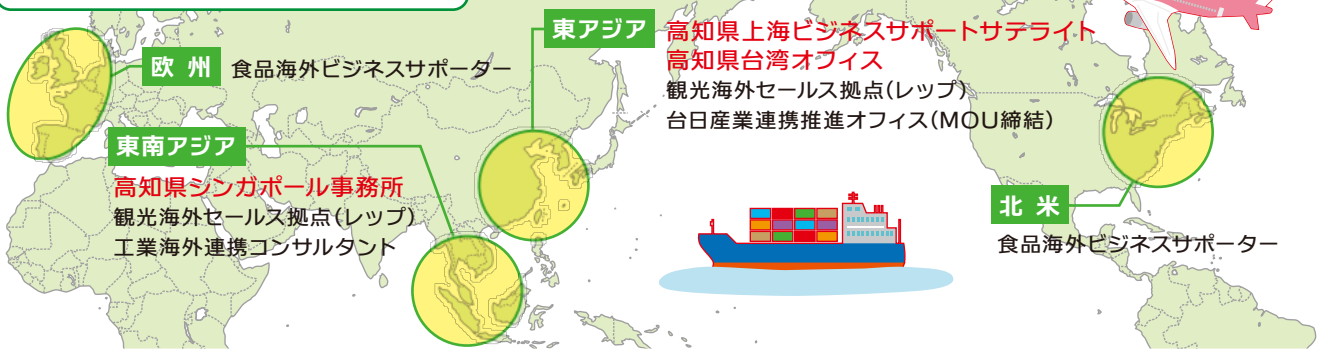 欧 州
食品海外ビジネスサポーター
東南アジア
高知県シンガポール事務所
観光海外セールス拠点(レップ)
工業海外連携コンサルタント
東アジア
高知県上海ビジネスサポートサテライト
高知県台湾オフィス
観光海外セールス拠点(レップ)
台日産業連携推進オフィス(MOU締結)
北 米
食品海外ビジネスサポーター